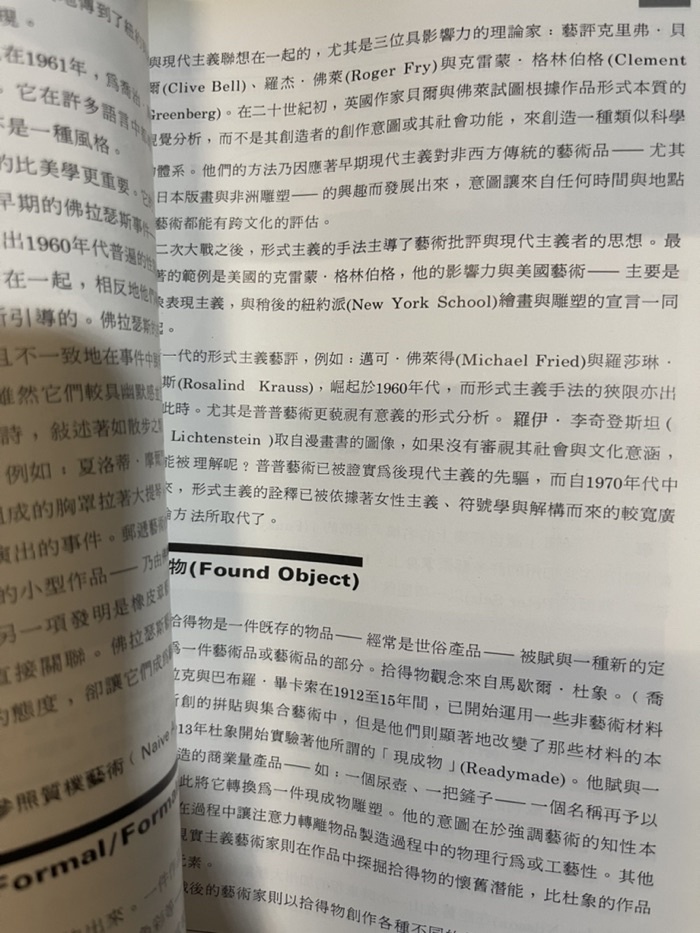 現。
在1961年，爲喬治·
。它在許多語言中
不是一種風格。
的比美學更重要。它
早期的佛拉瑟斯事件
出1960年代普遍的
在一起，相反地他們
所引導的。佛拉瑟斯
且不一致地在事件中
雖然它們較具幽默感
詩，敍述著如散步之
例如：夏洛蒂·摩
組成的胸罩拉著大提琴
演出的事件。郵遞藝術
的小型作品——乃由
另一項發明是橡皮章
直接關聯。佛拉瑟斯
的態度，卻讓它們成爲
參照質樸藝術（Naive A
Formal/Forma
出來。一件作
與現代主義聯想在一起的，尤其是三位具影響力的理論家：藝評克里弗·貝
爾(Clive Bell)、羅杰·佛萊(Roger Fry)與克雷蒙·格林伯格(Clement
Greenberg)。在二十世紀初，英國作家貝爾與佛萊試圖根據作品形式本質的
視覺分析，而不是其創造者的創作意圖或其社會功能，來創造一種類似科學
體系。他們的方法乃因應著早期現代主義對非西方傳統的藝術品——尤其
日本版畫與非洲雕塑——的興趣而發展出來，意圖讓來自任何時間與地點
藝術都能有跨文化的評估。
二次大戰之後，形式主義的手法主導了藝術批評與現代主義者的思想。最
著的範例是美國的克雷蒙·格林伯格，他的影響力與美國藝術——主要是
象表現主義，與稍後的紐約派(New York School)繪畫與雕塑的宣言一同
起。
一代的形式主義藝評，例如：邁可·佛萊得(Michael Fried)與羅莎琳·
斯(Rosalind Krauss)，崛起於1960年代，而形式主義手法的狹限亦出
此時。尤其是普普藝術更藐視有意義的形式分析。羅伊·李奇登斯坦(
Lichtenstein )取自漫畫書的圖像，如果沒有審視其社會與文化意涵，
能被理解呢？普普藝術已被證實爲後現代主義的先驅，而自1970年代中
來，形式主義的詮釋已被依據著女性主義、符號學與解構而來的較寬廣
論方法所取代了。
物(Found Object)
拾得物是一件旣存的物品——經常是世俗產品——被賦與一種新的定
爲一件藝術品或藝術品的部分。拾得物觀念來自馬歇爾·杜象。（喬
拉克與巴布羅·畢卡索在1912至15年間，已開始運用一些非藝術材料
所創的拼貼與集合藝術中，但是他們則顯著地改變了那些材料的本
13年杜象開始實驗著他所謂的「現成物」(Readymade)。他賦與一
造的商業量產品——如：一個尿壺、一把鏟子——一個名稱再予以
此將它轉換爲一件現成物雕塑。他的意圖在於強調藝術的知性本
在過程中讓注意力轉離物品製造過程中的物理行爲或工藝性。其他
現實主義藝術家則在作品中探掘拾得物的懷舊潛能，比杜象的作品
元素。
戰後的藝術家則以拾得物創作各種不同的